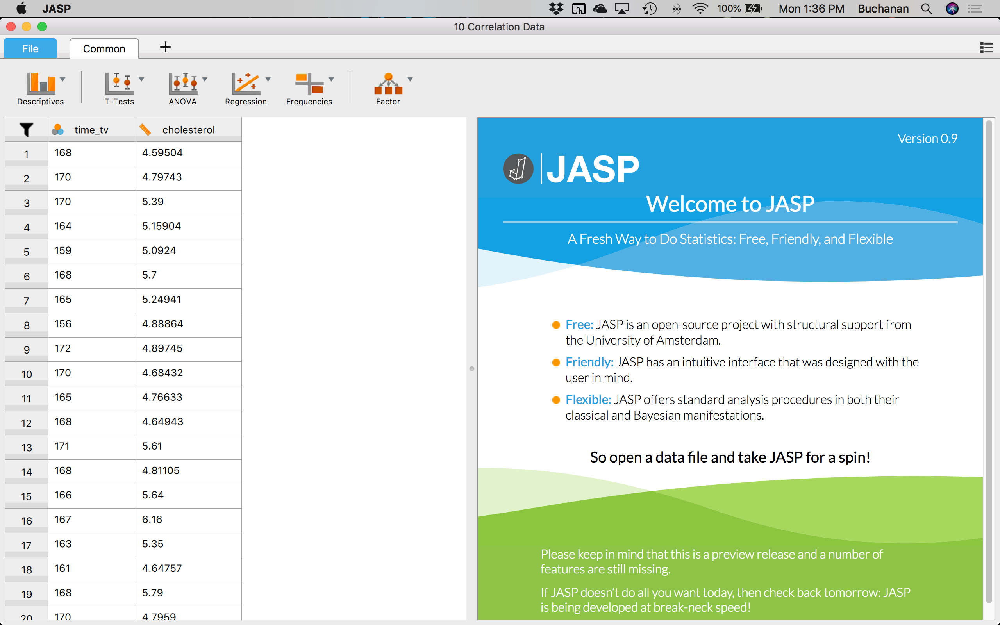 JASP 100% Mon 1:36 PM Buchanan
10 Correlation Data
File Common +
Descriptives T-Tests ANOVA Regression Frequencies Factor
time_tv cholesterol
1 168 4.59504
2 170 4.79743
3 170 5.39
4 164 5.15904
5 159 5.0924
6 168 5.7
7 165 5.24941
8 156 4.88864
9 172 4.89745
10 170 4.68432
11 165 4.76633
12 168 4.64943
13 171 5.61
14 168 4.81105
15 166 5.64
16 167 6.16
17 163 5.35
18 161 4.64757
19 168 5.79
20 170 4.7959
Version 0.9
JASP
Welcome to JASP
A Fresh Way to Do Statistics: Free, Friendly, and Flexible
Free: JASP is an open-source project with structural support from
the University of Amsterdam.
Friendly: JASP has an intuitive interface that was designed with the
user in mind.
Flexible: JASP offers standard analysis procedures in both their
classical and Bayesian manifestations.
So open a data file and take JASP for a spin!
Please keep in mind that this is a preview release and a number of
features are still missing.
If JASP doesn't do all you want today, then check back tomorrow: JASP
is being developed at break-neck speed!